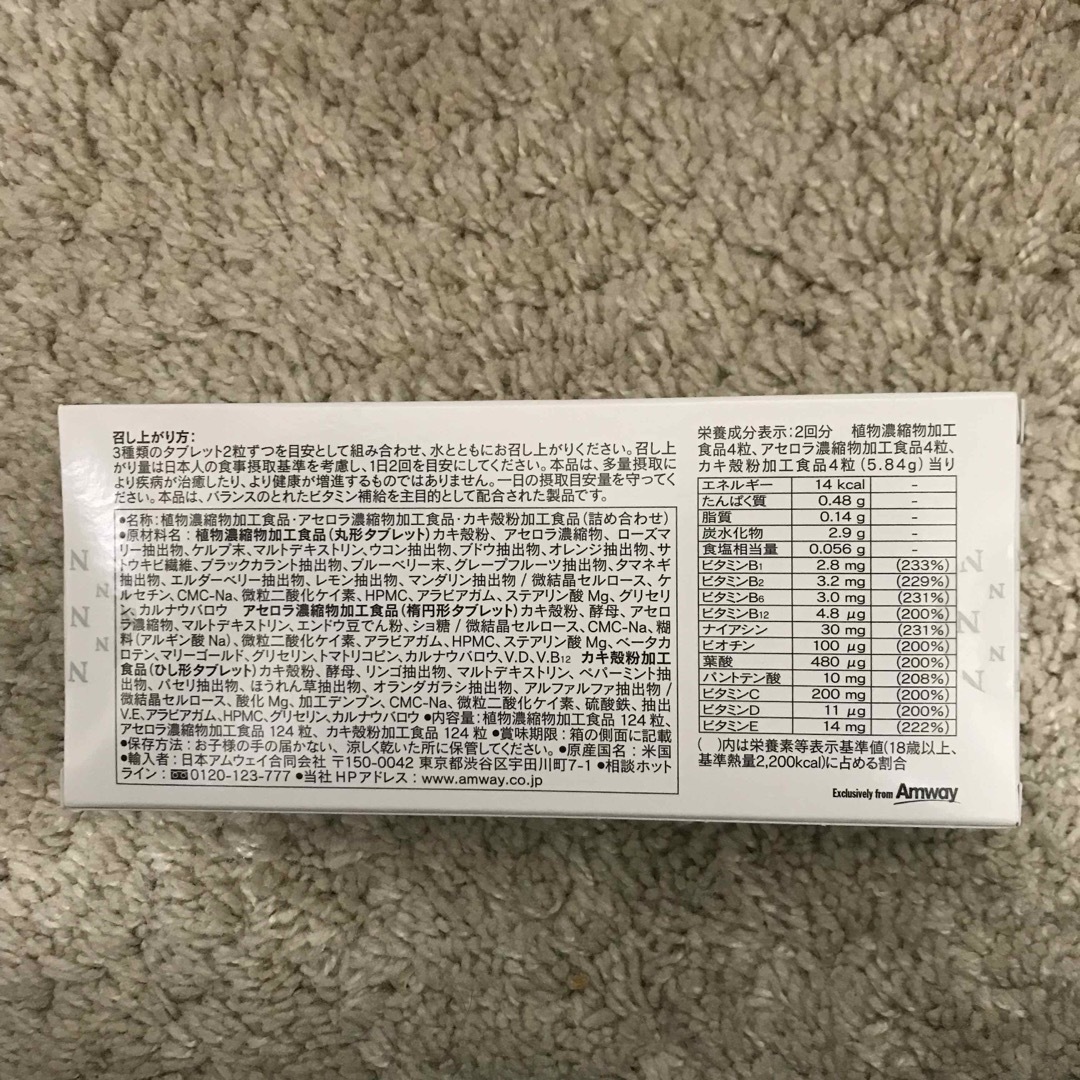 召し上がり方：
3種類のタブレット2粒ずつを目安として組み合わせ、水とともにお召し上がりください。召し上
がり量は日本人の食事摂取基準を考慮し、1日2回を目安にしてください。本品は、多量摂取に
より疾病が治癒したり、より健康が増進するものではありません。一日の摂取目安量を守ってく
ださい。本品は、バランスのとれたビタミン補給を主目的として配合された製品です。
●名称：植物濃縮物加工食品・アセロラ濃縮物加工食品・カキ殻粉加工食品（詰め合わせ）
●原材料名：植物濃縮物加工食品（丸形タブレット）カキ殻粉、アセロラ濃縮物、ローズマ
リー抽出物、ケルプ末、マルトデキストリン、ウコン抽出物、ブドウ抽出物、オレンジ抽出物、サ
トウキビ繊維、ブラックカラント抽出物、ブルーベリー末、グレープフルーツ抽出物、タマネギ
抽出物、エルダーベリー抽出物、レモン抽出物、マンダリン抽出物／微結晶セルロース、ケ
ルセチン、CMC-Na、微粒二酸化ケイ素、HPMC、アラビアガム、ステアリン酸Mg、グリセリ
ン、カルナウバロウ アセロラ濃縮物加工食品（楕円形タブレット）カキ殻粉、酵母、アセロ
ラ濃縮物、マルトデキストリン、エンドウ豆でん粉、ショ糖／微結晶セルロース、CMC-Na、糊
料（アルギン酸Na）、微粒二酸化ケイ素、アラビアガム、HPMC、ステアリン酸Mg、ベータカ
ロテン、マリーゴールド、グリセリン、トマトリコピン、カルナウバロウ、V.D、V.B12 カキ殻粉加工
食品（ひし形タブレット）カキ殻粉、酵母、リンゴ抽出物、マルトデキストリン、ペパーミント抽
出物、パセリ抽出物、ほうれん草抽出物、オランダガラシ抽出物、アルファルファ抽出物／
微結晶セルロース、酸化Mg、加工デンプン、CMC-Na、微粒二酸化ケイ素、硫酸鉄、抽出
V.E、アラビアガム、HPMC、グリセリン、カルナウバロウ ●内容量：植物濃縮物加工食品 124粒、
アセロラ濃縮物加工食品 124粒、カキ殻粉加工食品 124粒 ●賞味期限：箱の側面に記載
●保存方法：お子様の手の届かない、涼しく乾いた所に保管してください。●原産国名：米国
●輸入者：日本アムウェイ合同会社 〒150-0042 東京都渋谷区宇田川町7-1 ●相談ホット
ライン：0120-123-777 ●当社HPアドレス：www.amway.co.jp
栄養成分表示：2回分 植物濃縮物加工
食品4粒、アセロラ濃縮物加工食品4粒、
カキ殻粉加工食品4粒（5.84g）当り
エネルギー 14 kcal -
たんぱく質 0.48 g -
脂質 0.14 g -
炭水化物 2.9 g -
食塩相当量 0.056 g -
ビタミンB1 2.8 mg (233%)
ビタミンB2 3.2 mg (229%)
ビタミンB6 3.0 mg (231%)
ビタミンB12 4.8 μg (200%)
ナイアシン 30 mg (231%)
ビオチン 100 μg (200%)
葉酸 480 μg (200%)
パントテン酸 10 mg (208%)
ビタミンC 200 mg (200%)
ビタミンD 11 μg (200%)
ビタミンE 14 mg (222%)
（ ）内は栄養素等表示基準値（18歳以上、
基準熱量2,200kcal）に占める割合
Exclusively from Amway
N
N
N
N
N
N
N
N